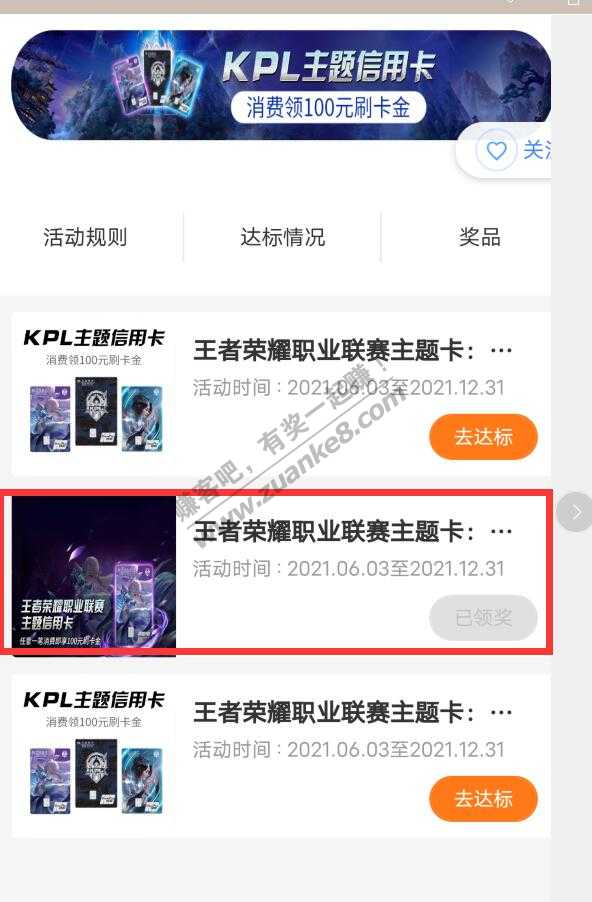 KPL主题信用卡
消费领100元刷卡金
关注
活动规则
达标情况
奖品
KPL主题信用卡
消费领100元刷卡金
王者荣耀职业联赛主题卡：…
活动时间：2021.06.03至2021.12.31
去达标
赚客吧，有奖一起赚！
www.zuanke8.com
王者荣耀职业联赛
主题信用卡
任意一笔消费即享100元刷卡金
王者荣耀职业联赛主题卡：…
活动时间：2021.06.03至2021.12.31
已领奖
KPL主题信用卡
消费领100元刷卡金
王者荣耀职业联赛主题卡：…
活动时间：2021.06.03至2021.12.31
去达标